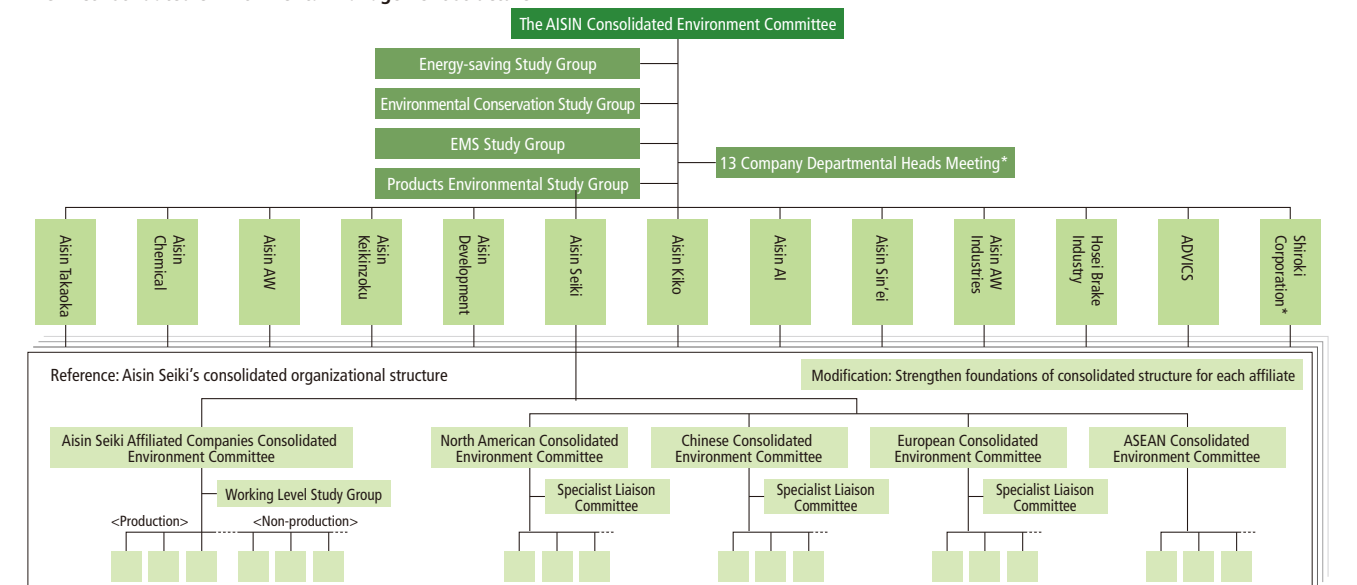 The AISIN Consolidated Environment Committee
Energy-saving Study Group
Environmental Conservation Study Group
EMS Study Group
13 Company Departmental Heads Meeting*
Products Environmental Study Group
Aisin Takaoka
Aisin
Chemical
Aisin AW
Aisin
Keikinzoku
Aisin
Development
Aisin Seiki
Aisin Kiko
Aisin AI
Aisin Sin'ei
Aisin AW
Industries
Hosei Brake
Industry
ADVICS
Shiroki
Corporation*
Reference: Aisin Seiki's consolidated organizational structure
Modification: Strengthen foundations of consolidated structure for each affiliate
Aisin Seiki Affiliated Companies Consolidated
Environment Committee
North American Consolidated
Environment Committee
Chinese Consolidated
Environment Committee
European Consolidated
Environment Committee
ASEAN Consolidated
Environment Committee
Working Level Study Group
Specialist Liaison
Committee
Specialist Liaison
Committee
Specialist Liaison
Committee
<Production>
<Non-production>